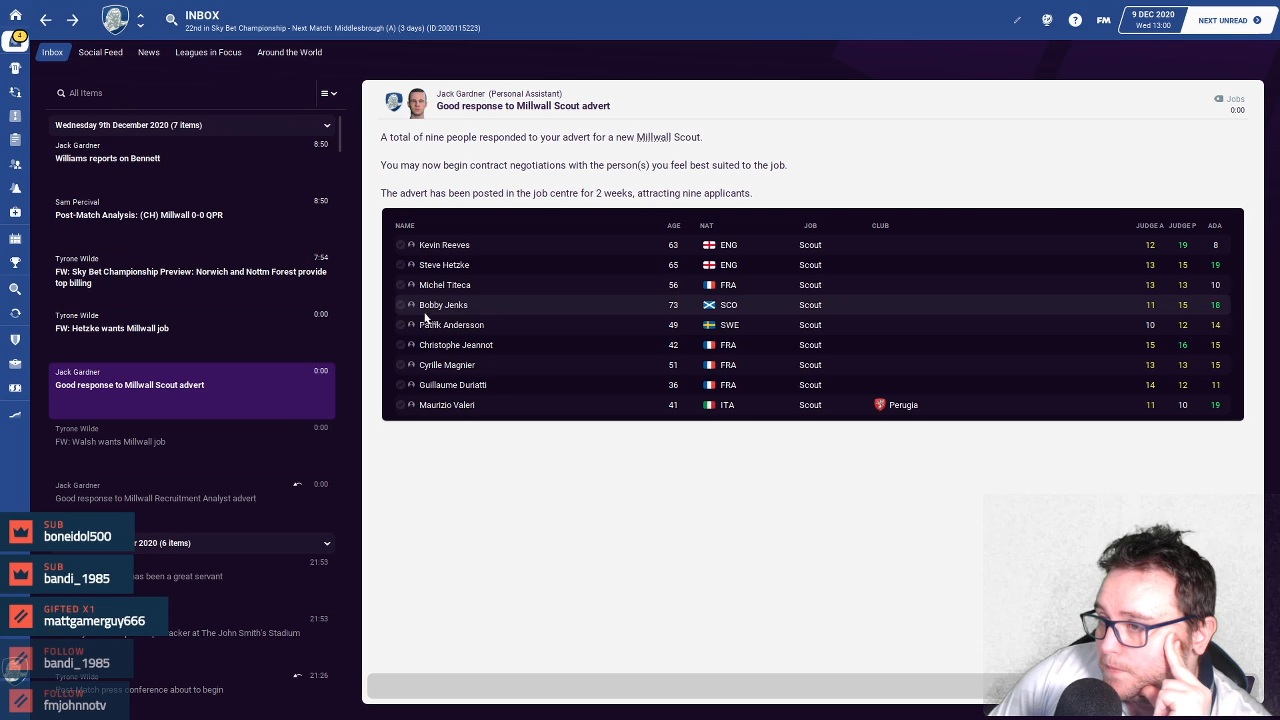 INBOX
22nd in Sky Bet Championship - Next Match: Middlesbrough (A) (3 days) (ID:2000115223)
FM
9 DEC 2020
Wed 13:00
NEXT UNREAD
4
Inbox
Social Feed
News
Leagues in Focus
Around the World
All Items
Wednesday 9th December 2020 (7 items)
Jack Gardner
8:50
Williams reports on Bennett
Sam Percival
8:50
Post-Match Analysis: (CH) Millwall 0-0 QPR
Tyrone Wilde
7:54
FW: Sky Bet Championship Preview: Norwich and Nottm Forest provide
top billing
Tyrone Wilde
0:00
FW: Hetzke wants Millwall job
Jack Gardner
0:00
Good response to Millwall Scout advert
Tyrone Wilde
0:00
FW: Walsh wants Millwall job
Jack Gardner
0:00
Good response to Millwall Recruitment Analyst advert
2020 (6 items)
21:53
has been a great servant
21:53
at The John Smith's Stadium
Tyrone Wilde
21:26
press conference about to begin
SUB
boneidol500
SUB
bandi_1985
GIFTED X1
mattgamerguy666
FOLLOW
bandi_1985
FOLLOW
fmjohnnotv
Jack Gardner (Personal Assistant)
Good response to Millwall Scout advert
Jobs
0:00
A total of nine people responded to your advert for a new Millwall Scout.
You may now begin contract negotiations with the person(s) you feel best suited to the job.
The advert has been posted in the job centre for 2 weeks, attracting nine applicants.
NAME AGE NAT JOB CLUB JUDGE A JUDGE P ADA
Kevin Reeves 63 ENG Scout 12 19 8
Steve Hetzke 65 ENG Scout 13 15 19
Michel Titeca 56 FRA Scout 13 13 10
Bobby Jenks 73 SCO Scout 11 15 18
Patrik Andersson 49 SWE Scout 10 12 14
Christophe Jeannot 42 FRA Scout 15 16 15
Cyrille Magnier 51 FRA Scout 13 13 15
Guillaume Duriatti 36 FRA Scout 14 12 11
Maurizio Valeri 41 ITA Scout Perugia 11 10 19